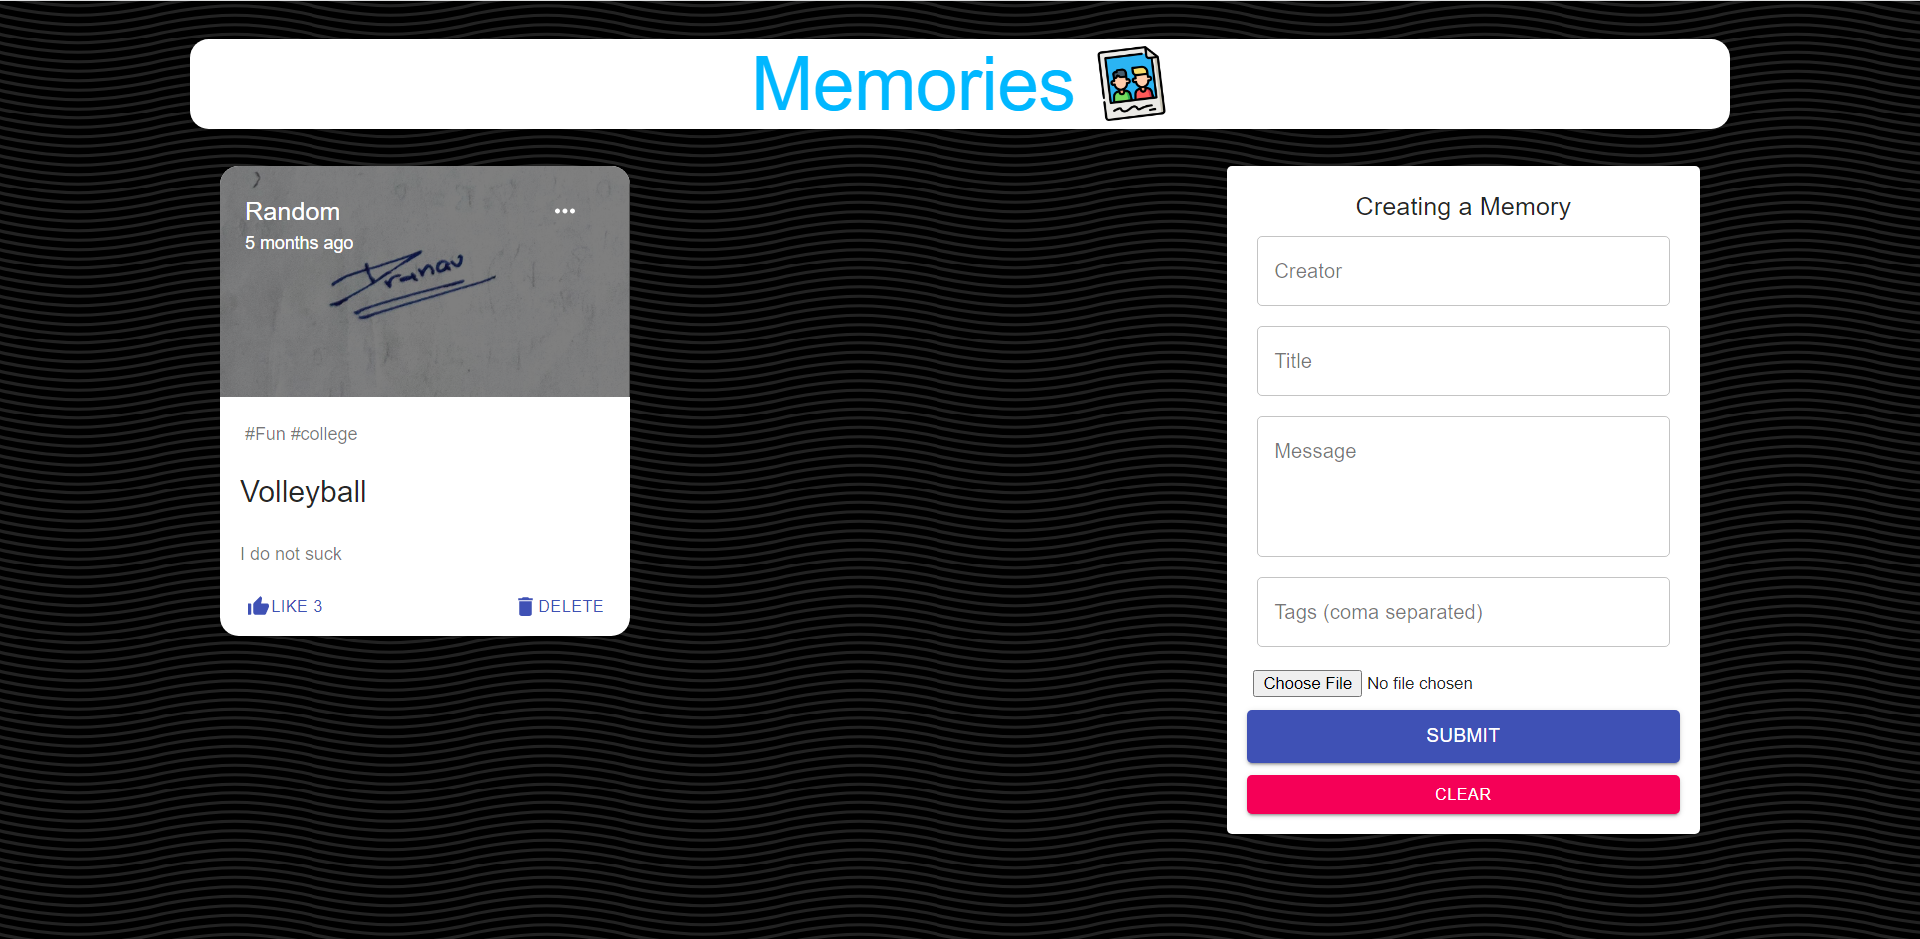 Memories
Random
5 months ago
Pranav
#Fun #college
Volleyball
I do not suck
LIKE 3
DELETE
Creating a Memory
Creator
Title
Message
Tags (coma separated)
Choose File No file chosen
SUBMIT
CLEAR